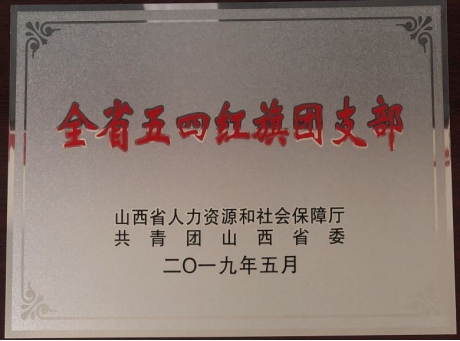 全省五四红旗团支部
山西省人力资源和社会保障厅
共青团山西省委
二〇一九年五月